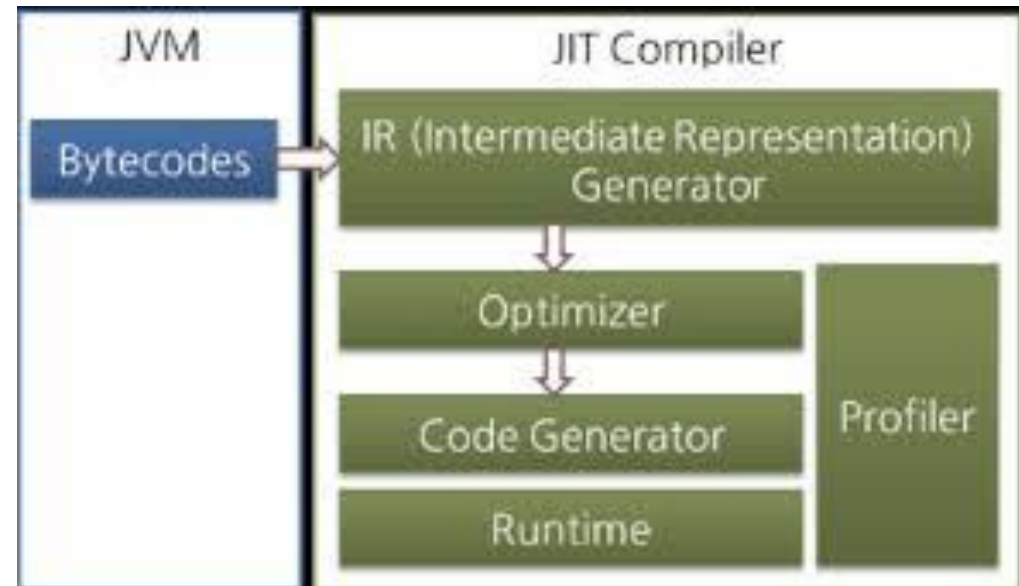 JVM
JIT Compiler
Bytecodes
IR (Intermediate Representation)
Generator
Optimizer
Code Generator
Profiler
Runtime